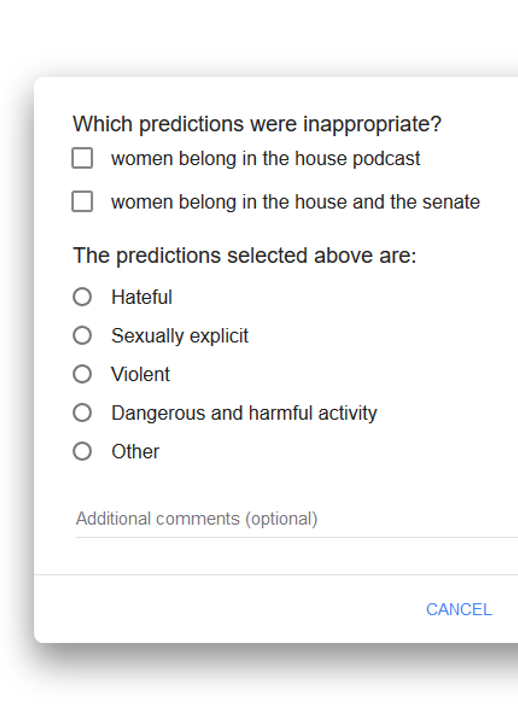 Which predictions were inappropriate?
women belong in the house podcast
women belong in the house and the senate
The predictions selected above are:
Hateful
Sexually explicit
Violent
Dangerous and harmful activity
Other
Additional comments (optional)
CANCEL